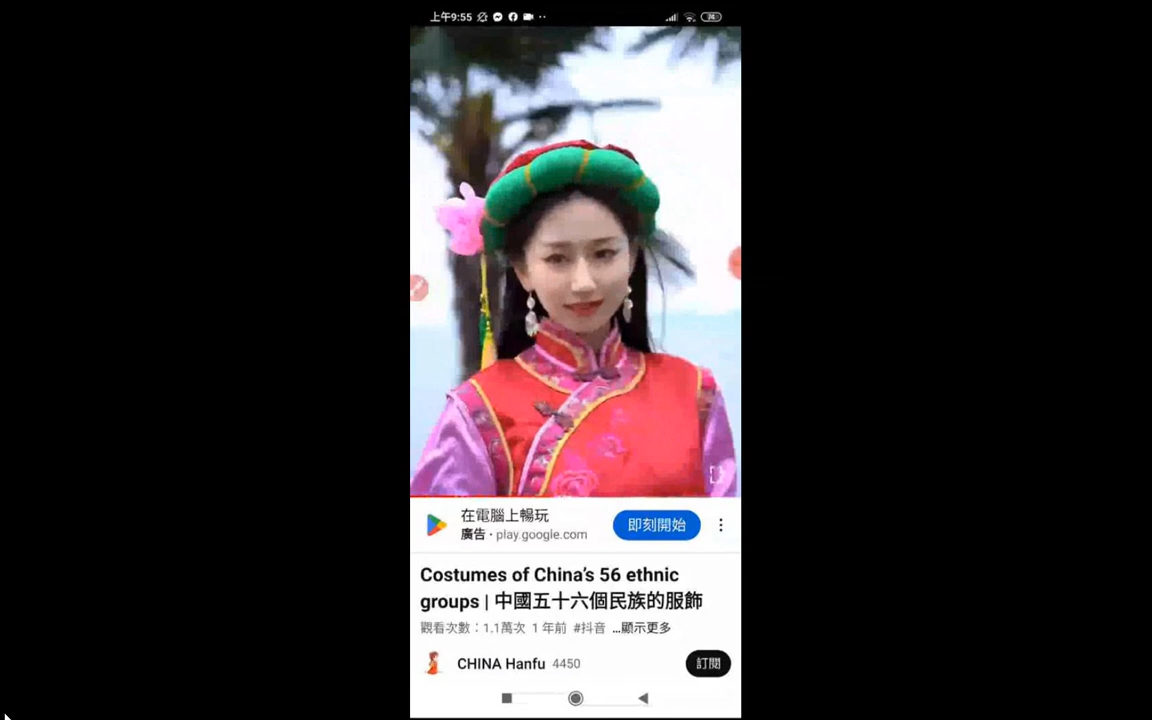 上午9:55
在電腦上暢玩
廣告 · play.google.com
即刻開始
Costumes of China's 56 ethnic
groups | 中國五十六個民族的服飾
觀看次數：1.1萬次 1 年前 #抖音 ...顯示更多
CHINA Hanfu 4450
訂閱